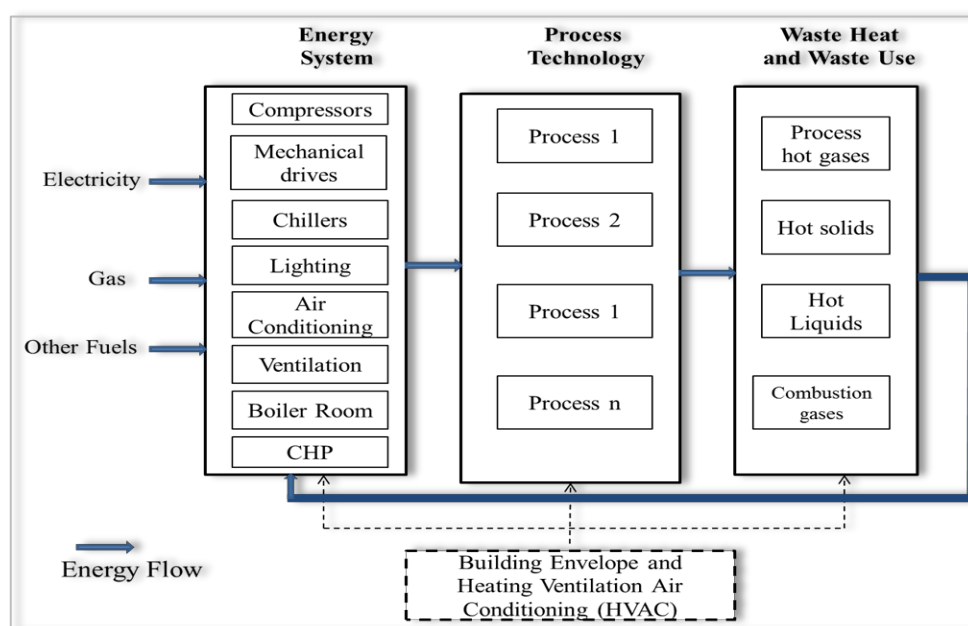 Energy
System
Process
Technology
Waste Heat
and Waste Use
Electricity
Gas
Other Fuels
Compressors
Mechanical
drives
Chillers
Lighting
Air
Conditioning
Ventilation
Boiler Room
CHP
Process 1
Process 2
Process 1
Process n
Process
hot gases
Hot solids
Hot
Liquids
Combustion
gases
Energy Flow
Building Envelope and
Heating Ventilation Air
Conditioning (HVAC)